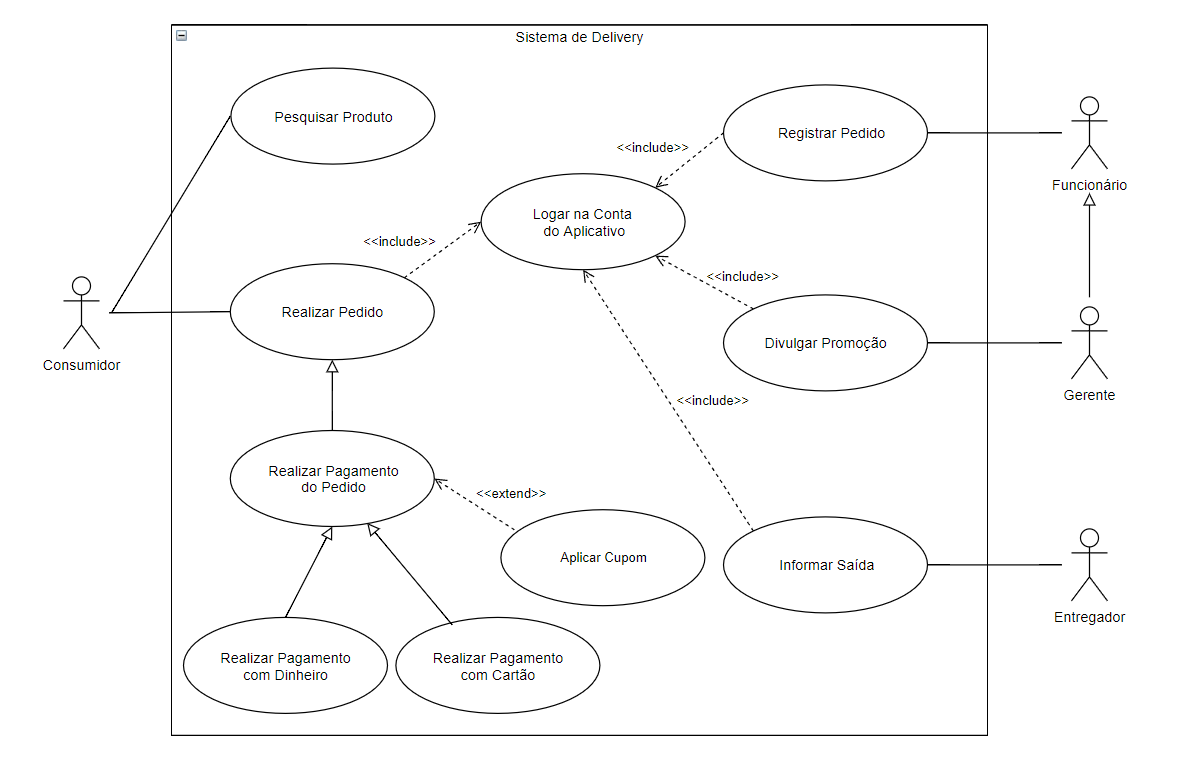 Sistema de Delivery
Pesquisar Produto
Registrar Pedido
<<include>>
Funcionário
Logar na Conta
do Aplicativo
<<include>>
<<include>>
Realizar Pedido
Consumidor
Divulgar Promoção
Gerente
<<include>>
Realizar Pagamento
do Pedido
<<extend>>
Aplicar Cupom
Informar Saída
Entregador
Realizar Pagamento
com Dinheiro
Realizar Pagamento
com Cartão